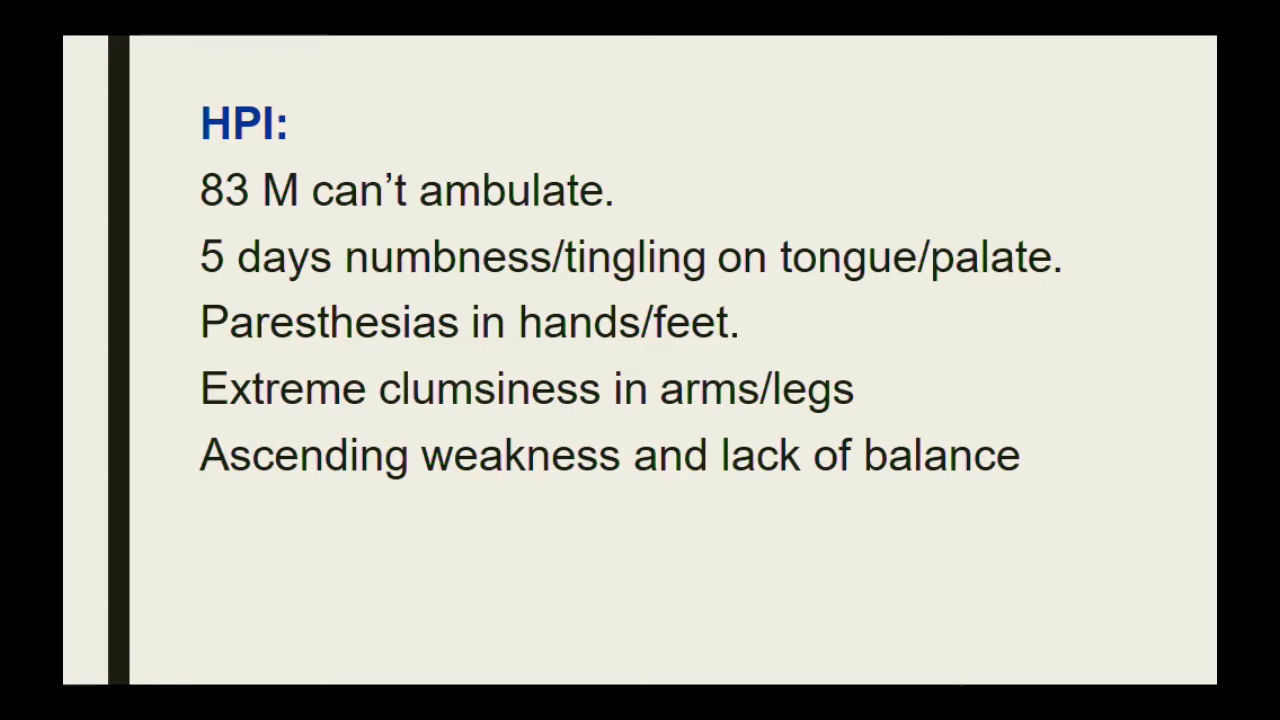 HPI:
83 M can’t ambulate.
5 days numbness/tingling on tongue/palate.
Paresthesias in hands/feet.
Extreme clumsiness in arms/legs
Ascending weakness and lack of balance